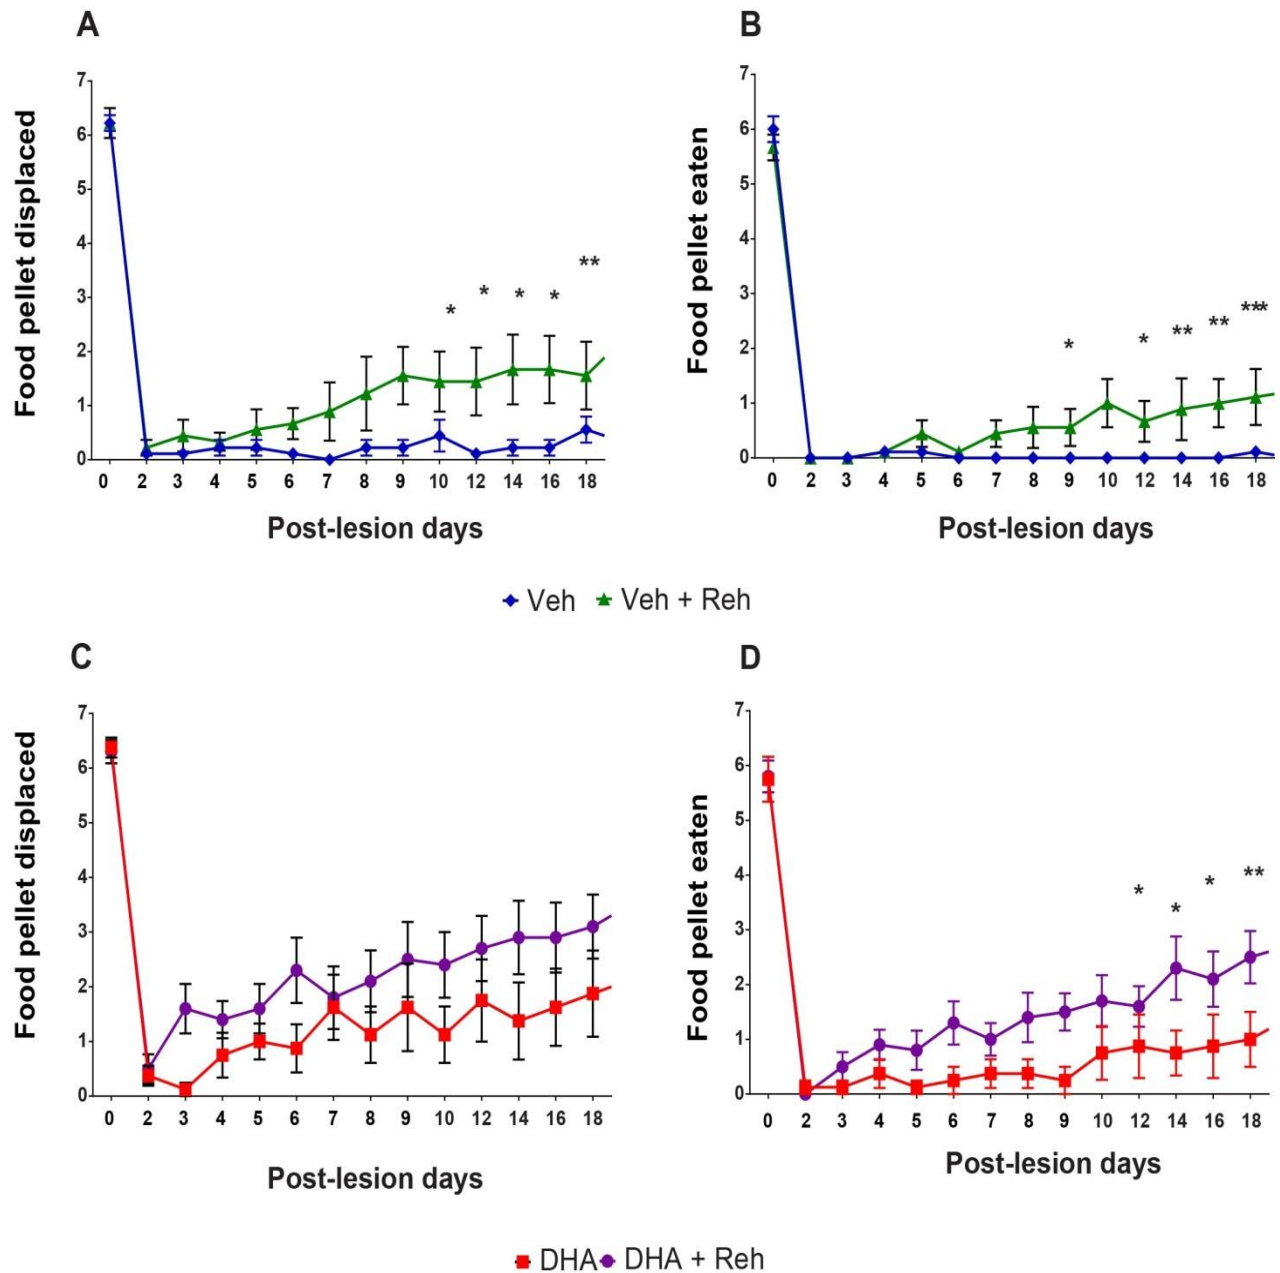 A
Food pellet displaced
7
6
5
4
3
2
1
0
* * * * **
0 2 3 4 5 6 7 8 9 10 12 14 16 18
Post-lesion days
B
Food pellet eaten
7
6
5
4
3
2
1
0
* * ** ** ***
0 2 3 4 5 6 7 8 9 10 12 14 16 18
Post-lesion days
Veh Veh + Reh
C
Food pellet displaced
7
6
5
4
3
2
1
0
0 2 3 4 5 6 7 8 9 10 12 14 16 18
Post-lesion days
D
Food pellet eaten
7
6
5
4
3
2
1
0
* * * **
0 2 3 4 5 6 7 8 9 10 12 14 16 18
Post-lesion days
DHA DHA + Reh